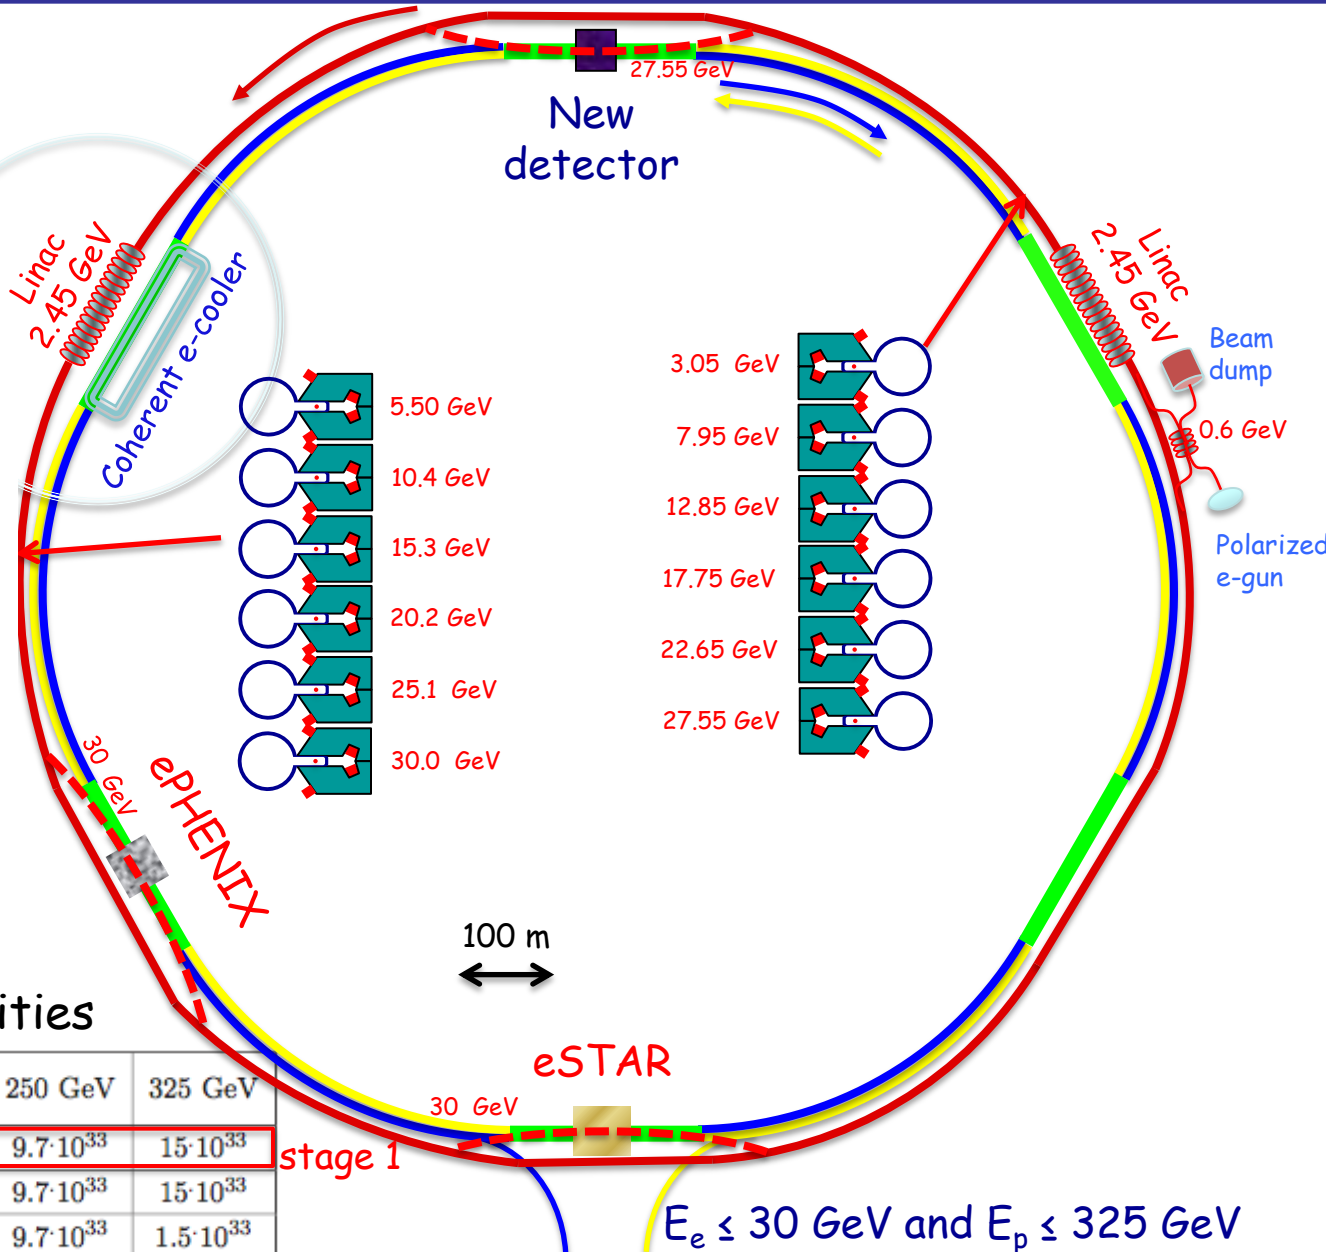 27.55 GeV
New
detector
Linac
2.45 GeV
Coherent e-cooler
Linac
2.45 GeV
Beam
dump
0.6 GeV
Polarized
e-gun
5.50 GeV
10.4 GeV
15.3 GeV
20.2 GeV
25.1 GeV
30.0 GeV
3.05 GeV
7.95 GeV
12.85 GeV
17.75 GeV
22.65 GeV
27.55 GeV
30 GeV
ePHENIX
100 m
eSTAR
30 GeV
ities
250 GeV 325 GeV
9.7·10³³ 15·10³³
stage 1
9.7·10³³ 15·10³³
9.7·10³³ 1.5·10³³
Eₑ ≤ 30 GeV and Eₚ ≤ 325 GeV